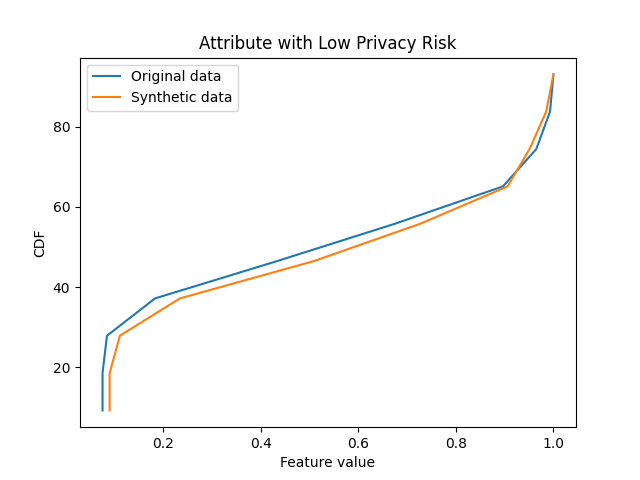 Attribute with Low Privacy Risk
Original data
Synthetic data
80
60
40
20
CDF
0.2 0.4 0.6 0.8 1.0
Feature value